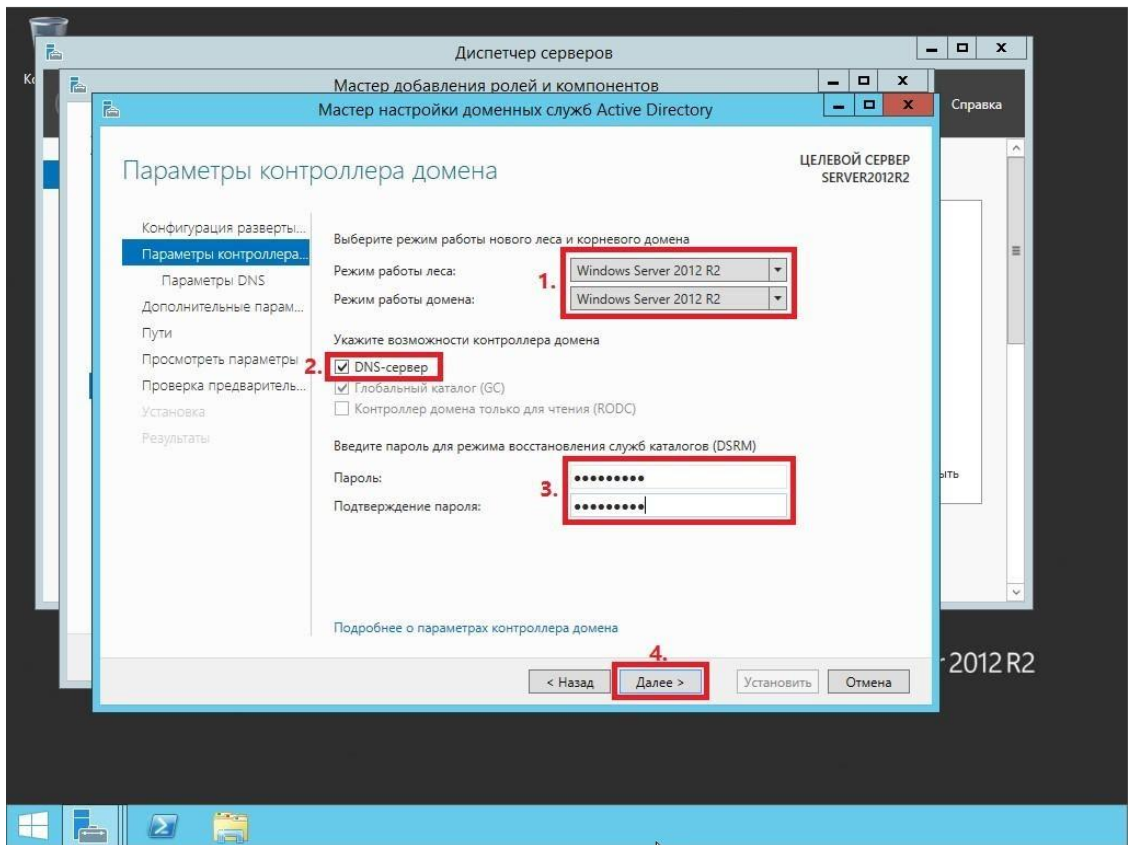 Диспетчер серверов
Мастер добавления ролей и компонентов
Мастер настройки доменных служб Active Directory
Справка
Параметры контроллера домена
ЦЕЛЕВОЙ СЕРВЕР
SERVER2012R2
Конфигурация разверты...
Параметры контроллера...
Параметры DNS
Дополнительные парам...
Пути
Просмотреть параметры
Проверка предваритель...
Установка
Результаты
Выберите режим работы нового леса и корневого домена
1.
Режим работы леса: Windows Server 2012 R2
Режим работы домена: Windows Server 2012 R2
Укажите возможности контроллера домена
2. DNS-сервер
Глобальный каталог (GC)
Контроллер домена только для чтения (RODC)
Введите пароль для режима восстановления служб каталогов (DSRM)
3.
Пароль: •••••••••
Подтверждение пароля: •••••••••
Подробнее о параметрах контроллера домена
4.
< Назад Далее > Установить Отмена
2012 R2